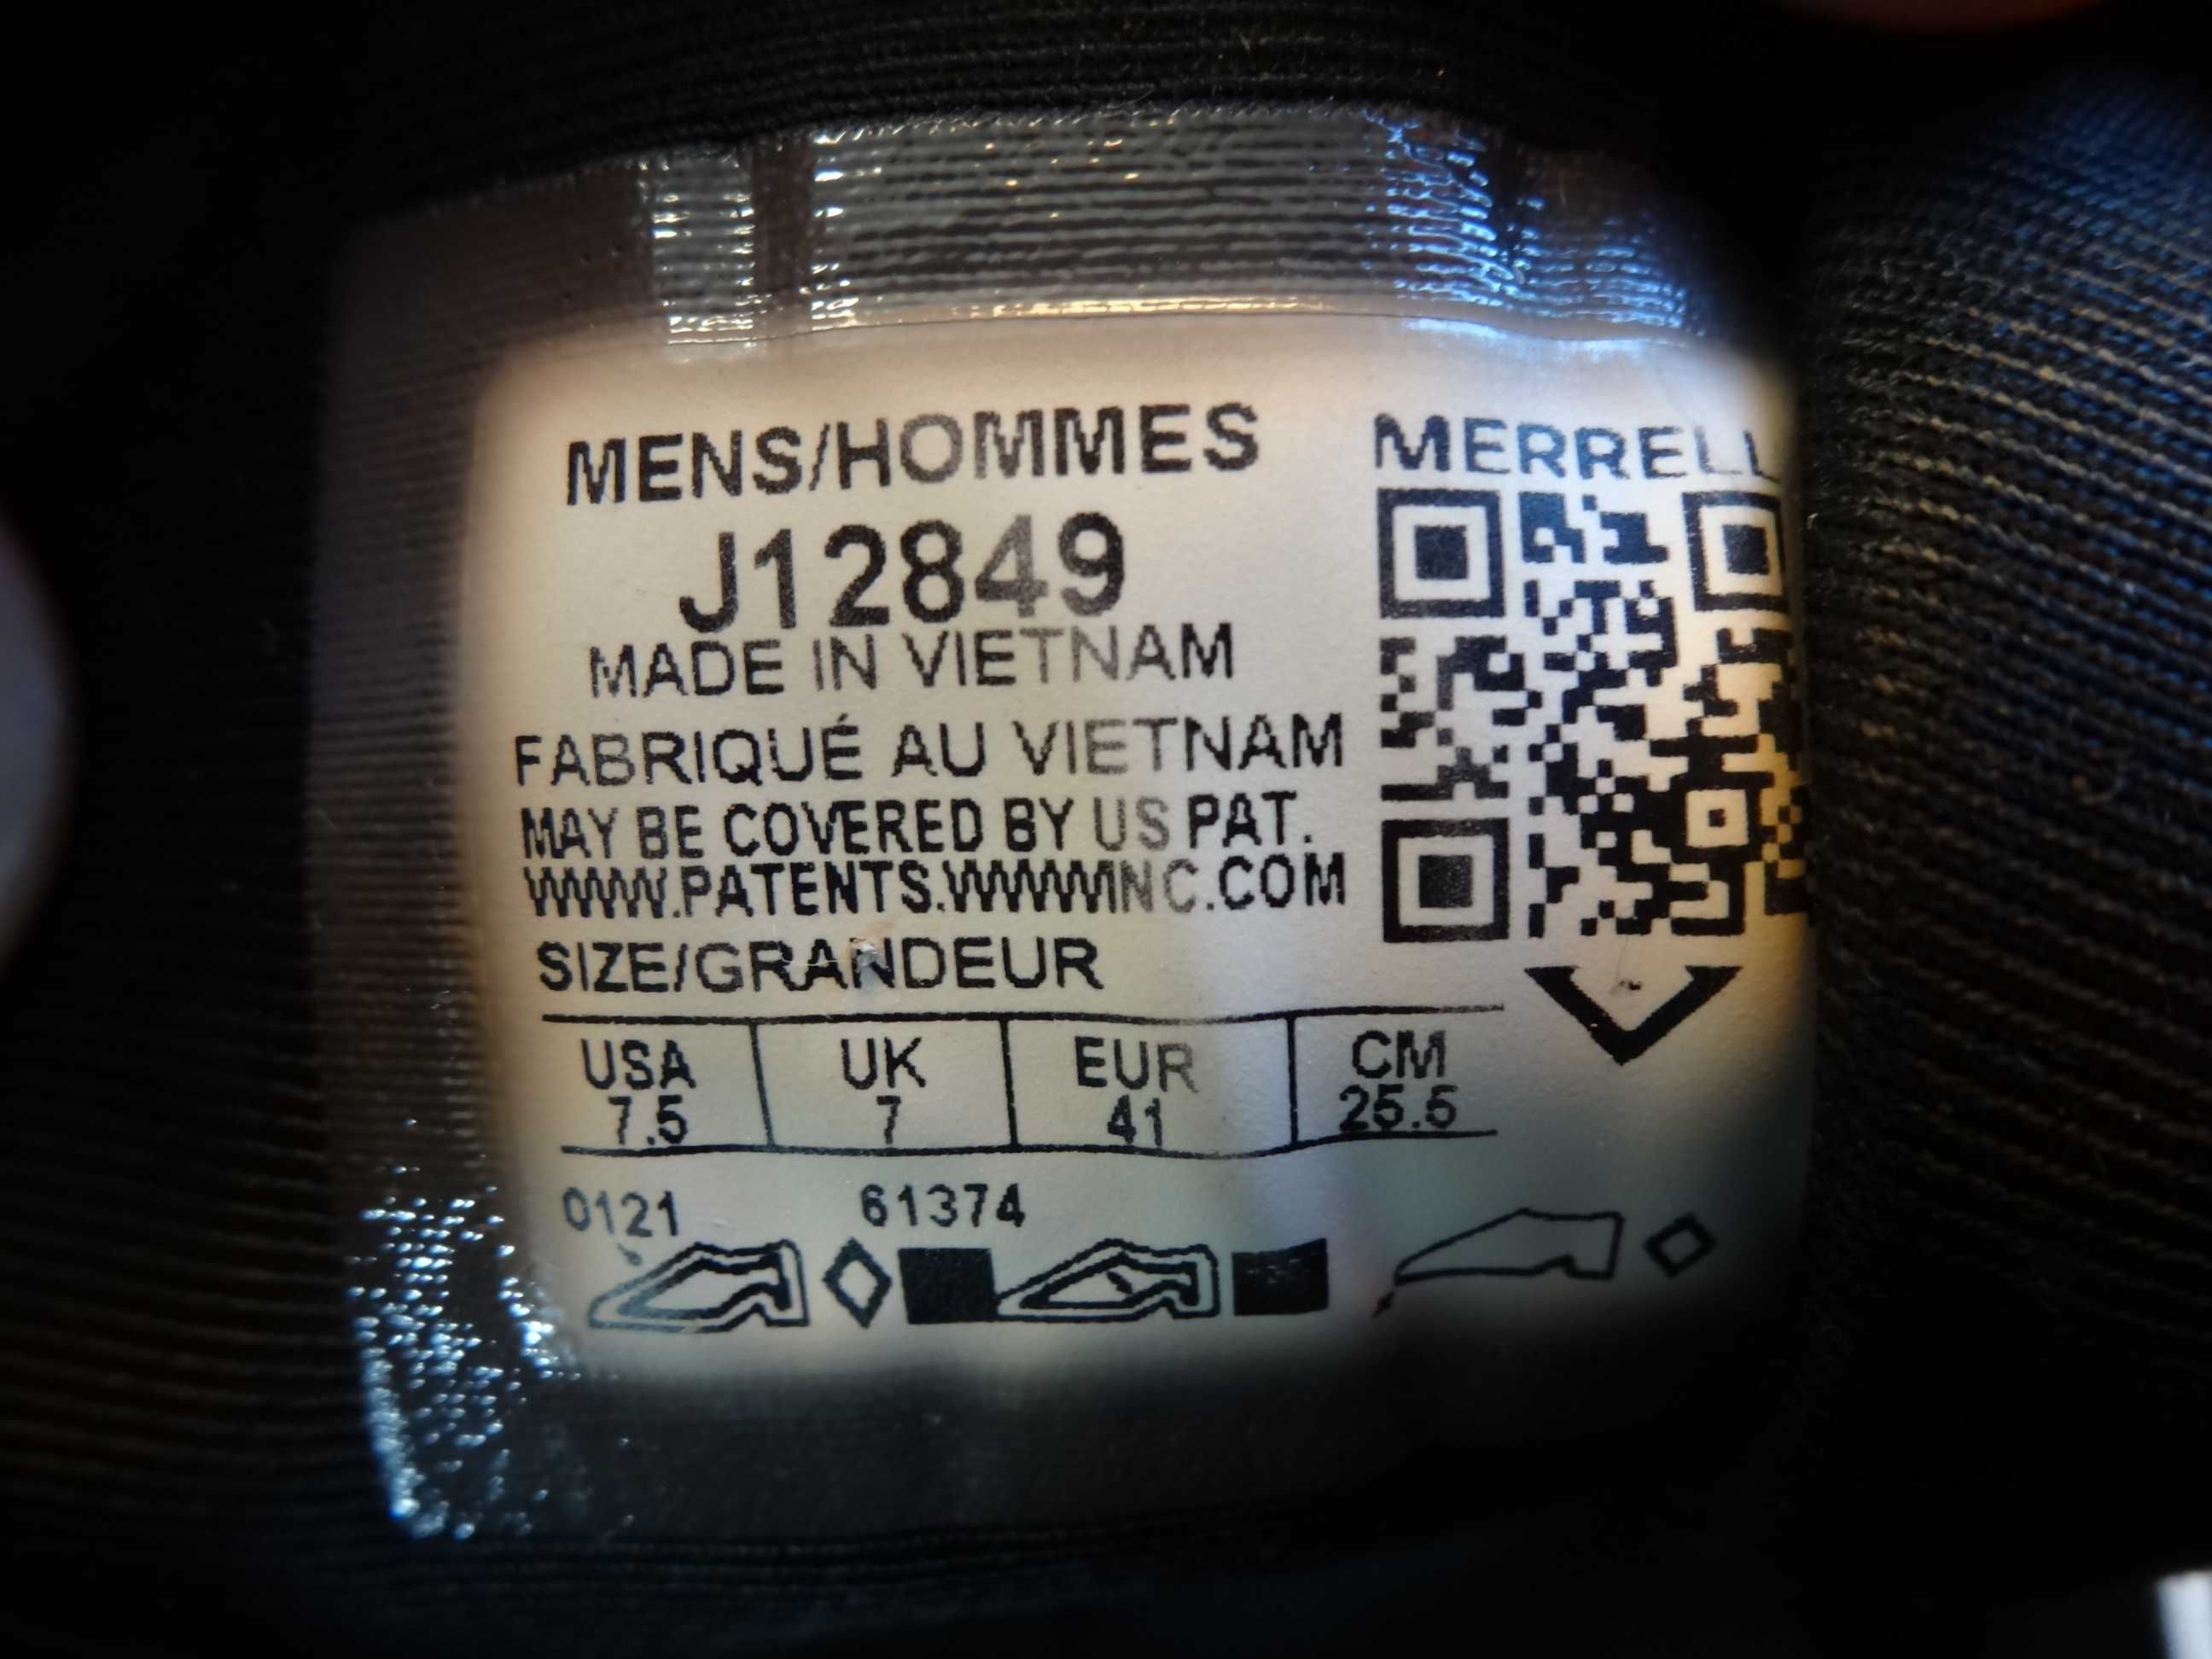 MENS/HOMMES
J12849
MADE IN VIETNAM
FABRIQUÉ AU VIETNAM
MAY BE COVERED BY US PAT.
WWW.PATENTS.WWWINC.COM
SIZE/GRANDEUR
USA UK EUR CM
7.5 7 41 25.5
0121 61374
MERRELL